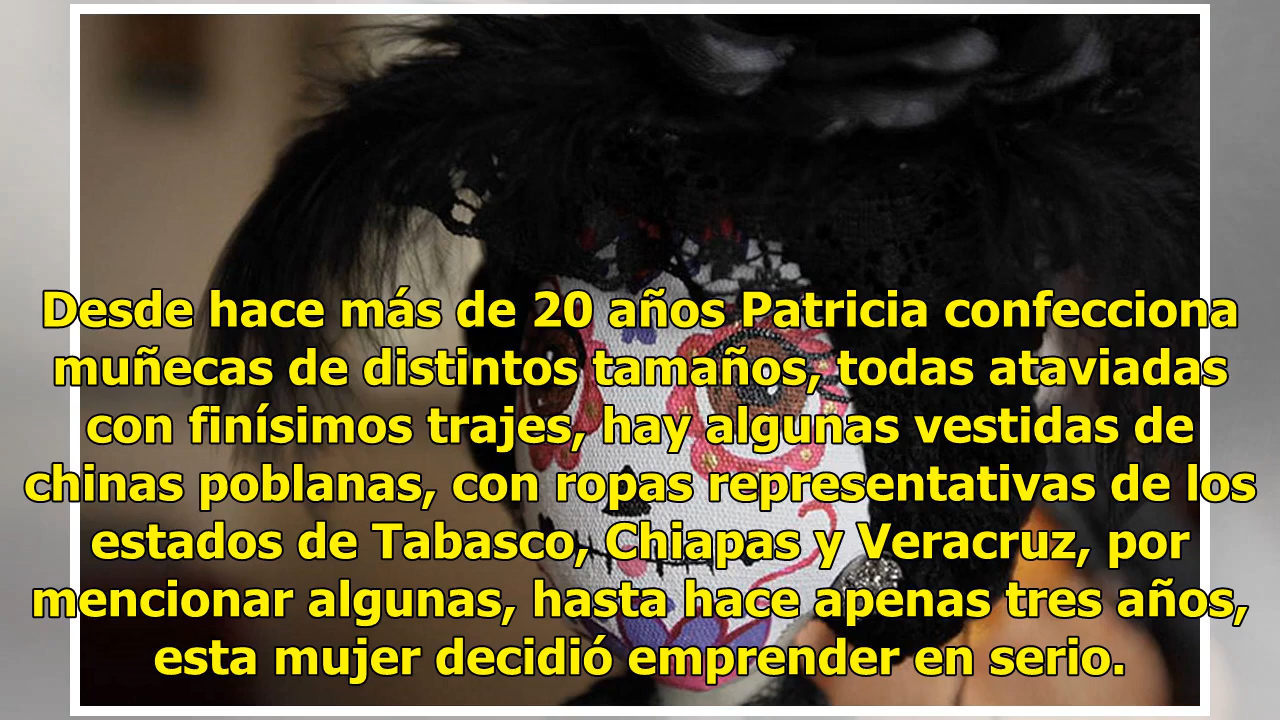 Desde hace más de 20 años Patricia confecciona
muñecas de distintos tamaños, todas ataviadas
con finísimos trajes, hay algunas vestidas de
chinas poblanas, con ropas representativas de los
estados de Tabasco, Chiapas y Veracruz, por
mencionar algunas, hasta hace apenas tres años,
esta mujer decidió emprender en serio.